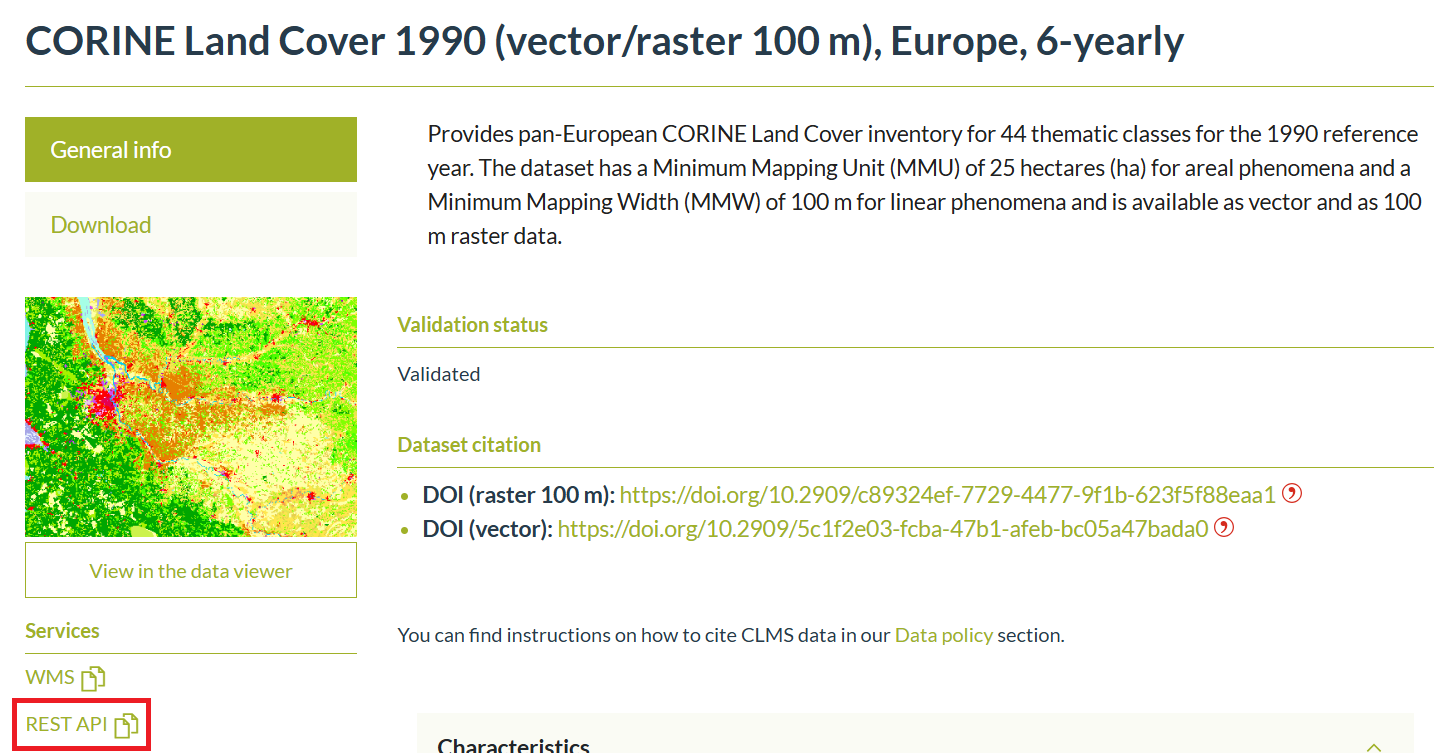 CORINE Land Cover 1990 (vector/raster 100 m), Europe, 6-yearly
General info
Download
Provides pan-European CORINE Land Cover inventory for 44 thematic classes for the 1990 reference
year. The dataset has a Minimum Mapping Unit (MMU) of 25 hectares (ha) for areal phenomena and a
Minimum Mapping Width (MMW) of 100 m for linear phenomena and is available as vector and as 100
m raster data.
View in the data viewer
Services
WMS
REST API
Validation status
Validated
Dataset citation
DOI (raster 100 m): https://doi.org/10.2909/c89324ef-7729-4477-9f1b-623f5f88eaa1
DOI (vector): https://doi.org/10.2909/5c1f2e03-fcba-47b1-afeb-bc05a47bada0
You can find instructions on how to cite CLMS data in our Data policy section.
Characteristics